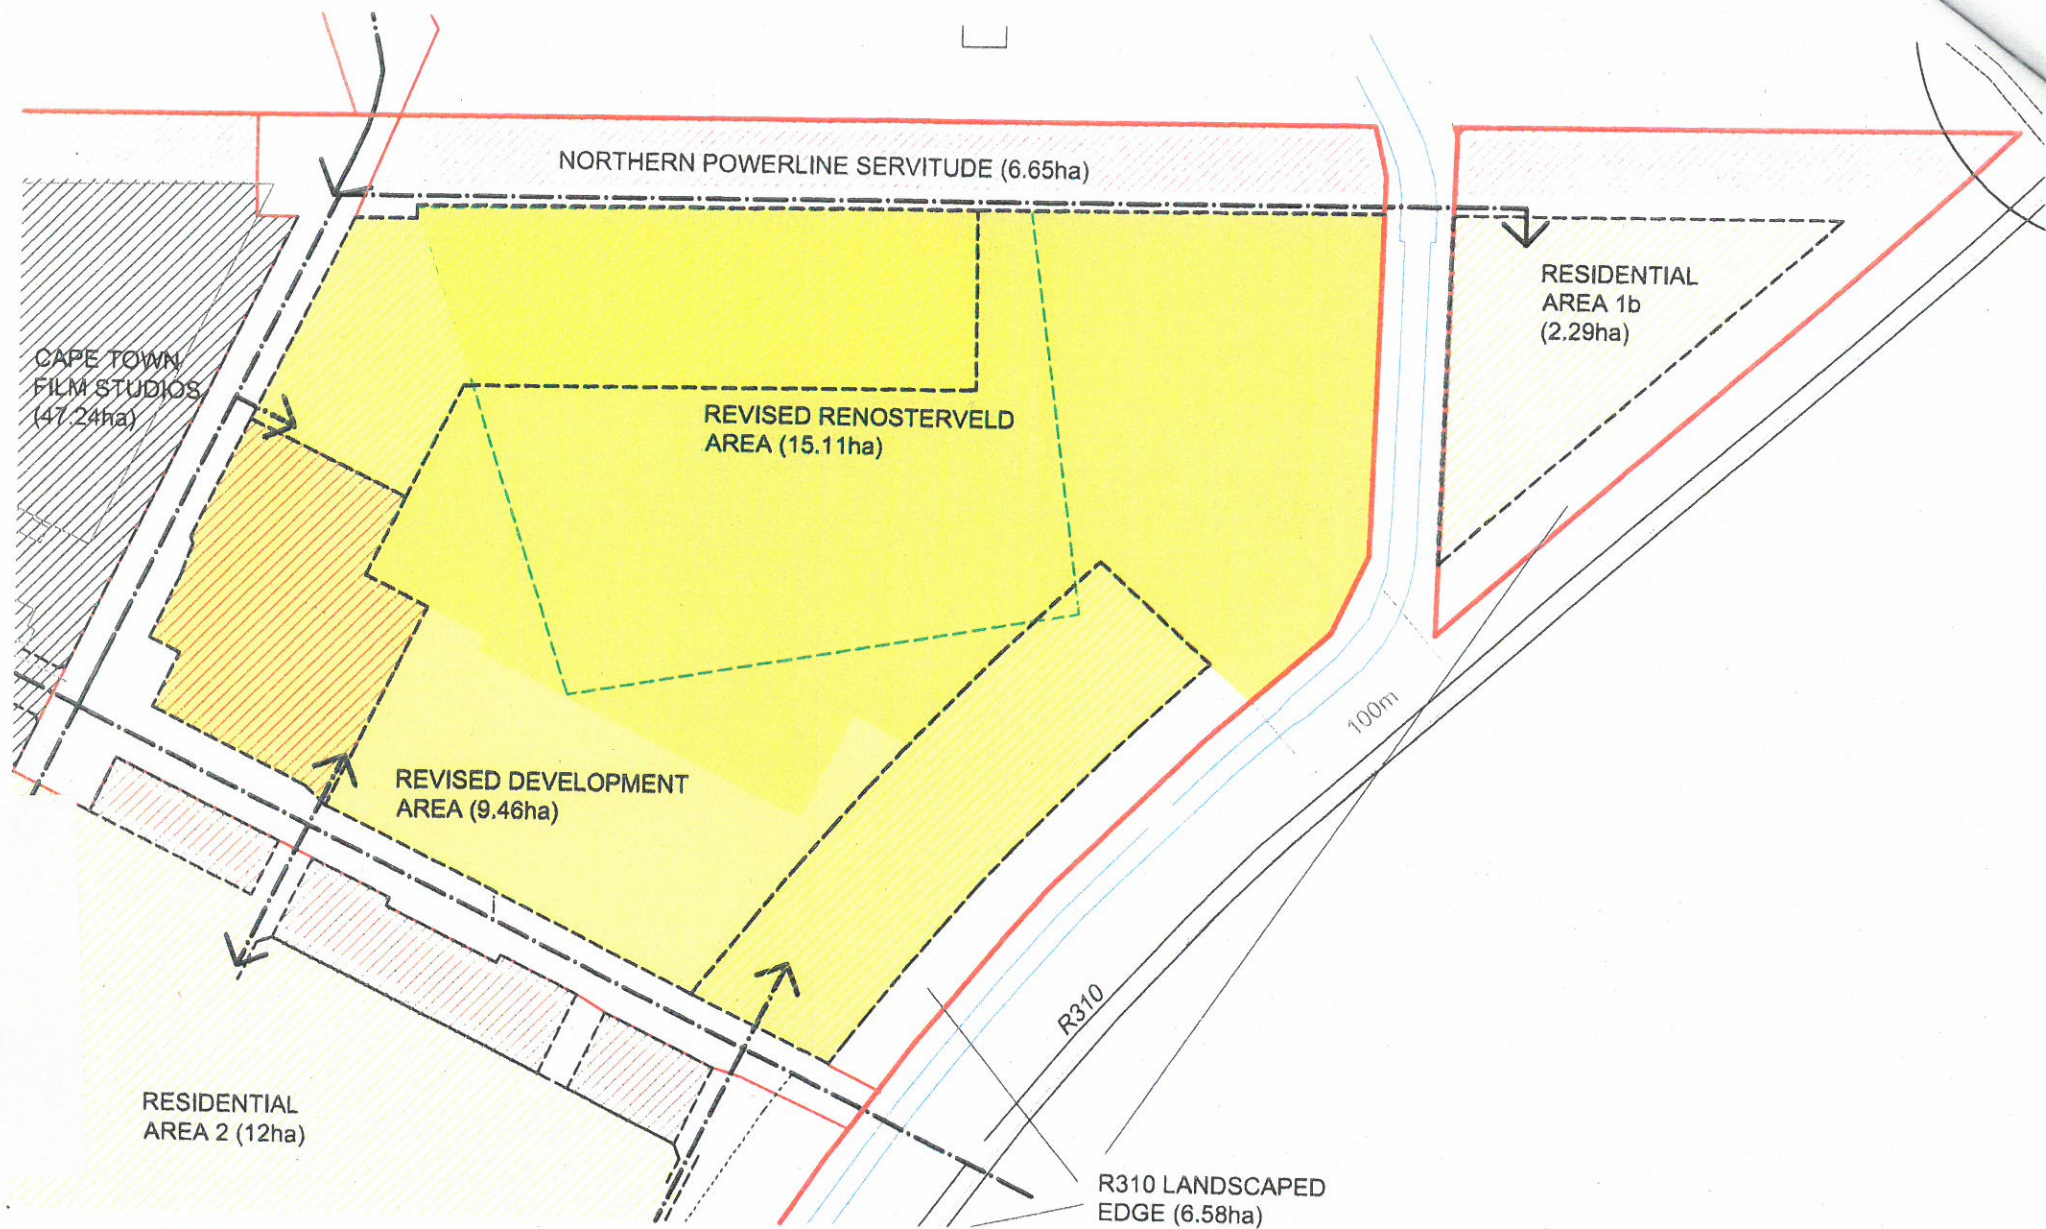 NORTHERN POWERLINE SERVITUDE (6.65ha)
RESIDENTIAL
AREA 1b
(2.29ha)
CAPE TOWN
FILM STUDIOS
(47.24ha)
REVISED RENOSTERVELD
AREA (15.11ha)
100m
REVISED DEVELOPMENT
AREA (9.46ha)
R310
RESIDENTIAL
AREA 2 (12ha)
R310 LANDSCAPED
EDGE (6.58ha)